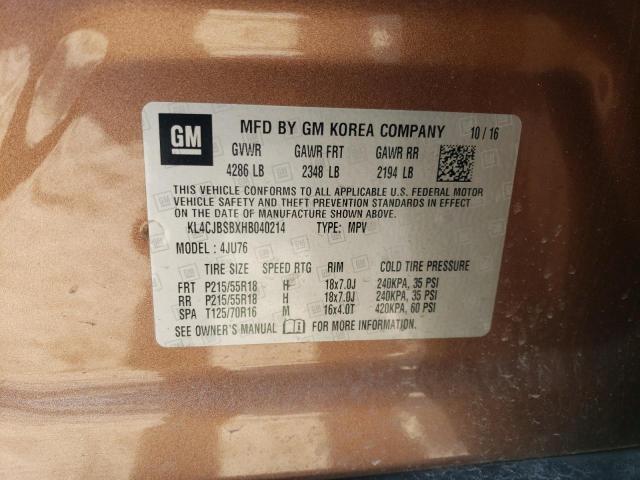 GM MFD BY GM KOREA COMPANY 10 / 16
GVWR GAWR FRT GAWR RR
4286 LB 2348 LB 2194 LB
THIS VEHICLE CONFORMS TO ALL APPLICABLE U.S. FEDERAL MOTOR
VEHICLE SAFETY AND THEFT PREVENTION STANDARDS IN EFFECT
ON THE DATE OF MANUFACTURE SHOWN ABOVE.
KL4CJBSBXHB040214 TYPE: MPV
MODEL : 4JU76
TIRE SIZE SPEED RTG RIM COLD TIRE PRESSURE
FRT P215/55R18 H 18x7.0J 240KPA, 35 PSI
RR P215/55R18 H 18x7.0J 240KPA, 35 PSI
SPA T125/70R16 M 16x4.0T 420KPA, 60 PSI
SEE OWNER'S MANUAL FOR MORE INFORMATION.